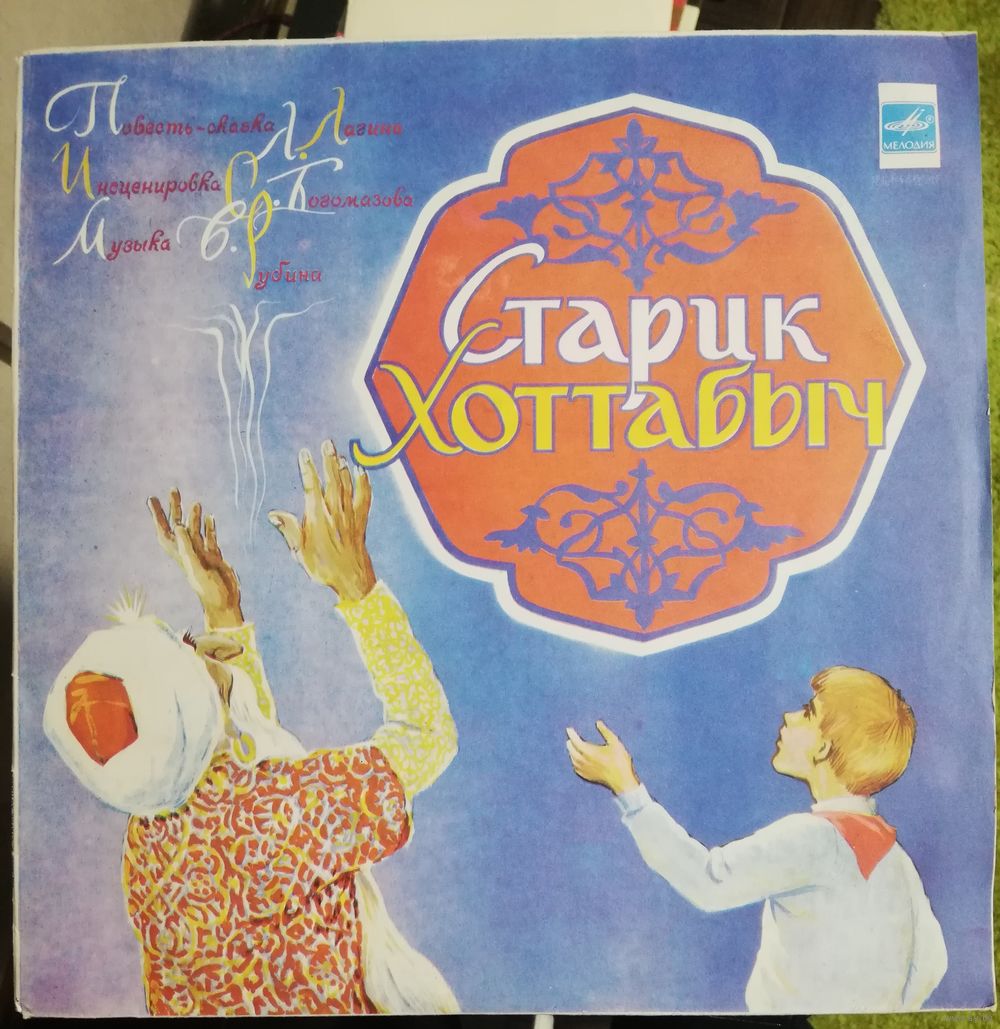 Повесть-сказка Л. Лагина
Инсценировка С. Богомазова
Музыка Б. Рубина
МЕЛОДИЯ
Старик
Хоттабыч